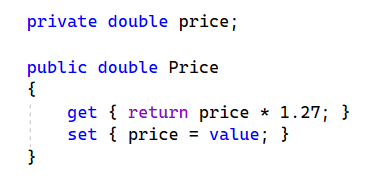 private double price;
public double Price
{
get { return price * 1.27; }
set { price = value; }
}